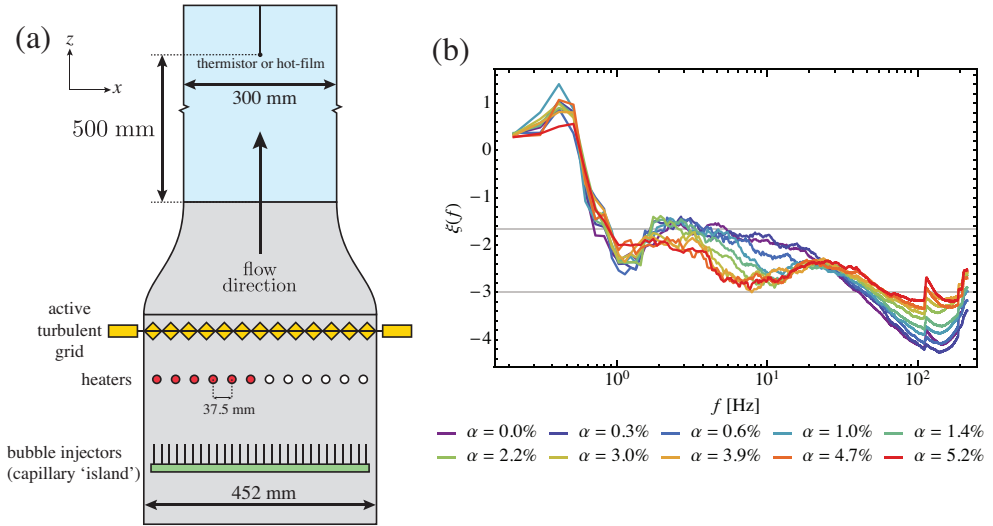 (a)
z
x
thermistor or hot-film
300 mm
500 mm
flow
direction
active
turbulent
grid
heaters
37.5 mm
bubble injectors
(capillary ‘island’)
452 mm
(b)
ξ(f)
1
0
−1
−2
−3
−4
10⁰
10¹
10²
f [Hz]
α = 0.0% α = 0.3% α = 0.6% α = 1.0% α = 1.4%
α = 2.2% α = 3.0% α = 3.9% α = 4.7% α = 5.2%